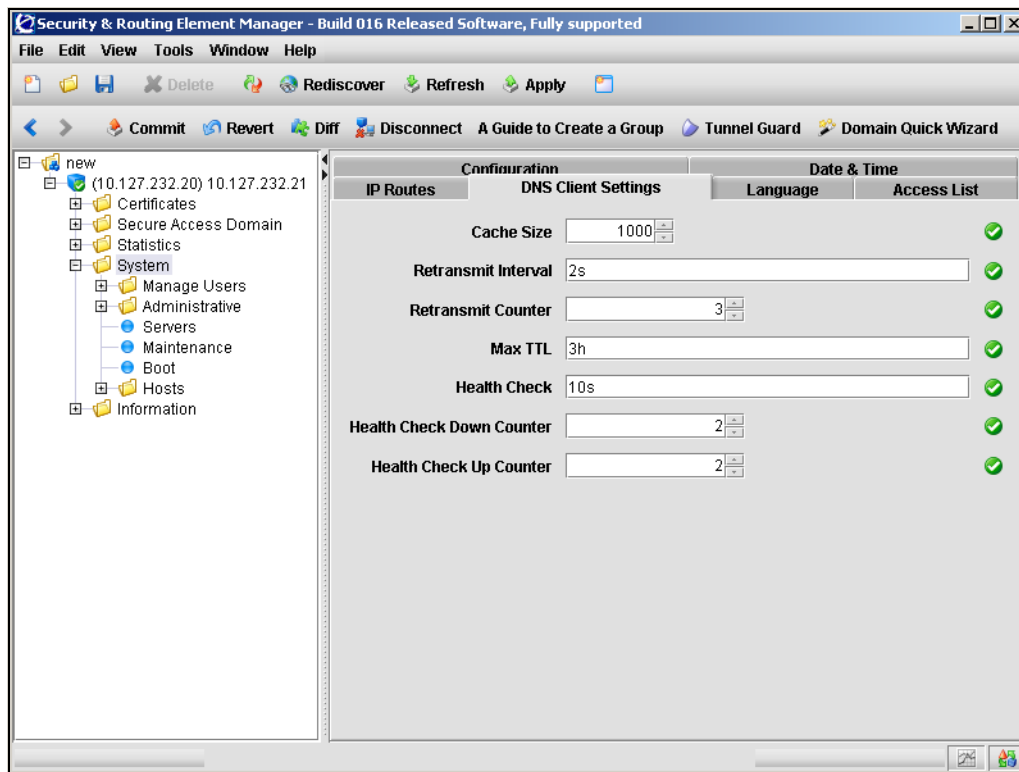 Security & Routing Element Manager - Build 016 Released Software, Fully supported
File Edit View Tools Window Help
Delete Rediscover Refresh Apply
Commit Revert Diff Disconnect A Guide to Create a Group Tunnel Guard Domain Quick Wizard
new
(10.127.232.20) 10.127.232.21
Certificates
Secure Access Domain
Statistics
System
Manage Users
Administrative
Servers
Maintenance
Boot
Hosts
Information
Configuration Date & Time
IP Routes DNS Client Settings Language Access List
Cache Size 1000
Retransmit Interval 2s
Retransmit Counter 3
Max TTL 3h
Health Check 10s
Health Check Down Counter 2
Health Check Up Counter 2